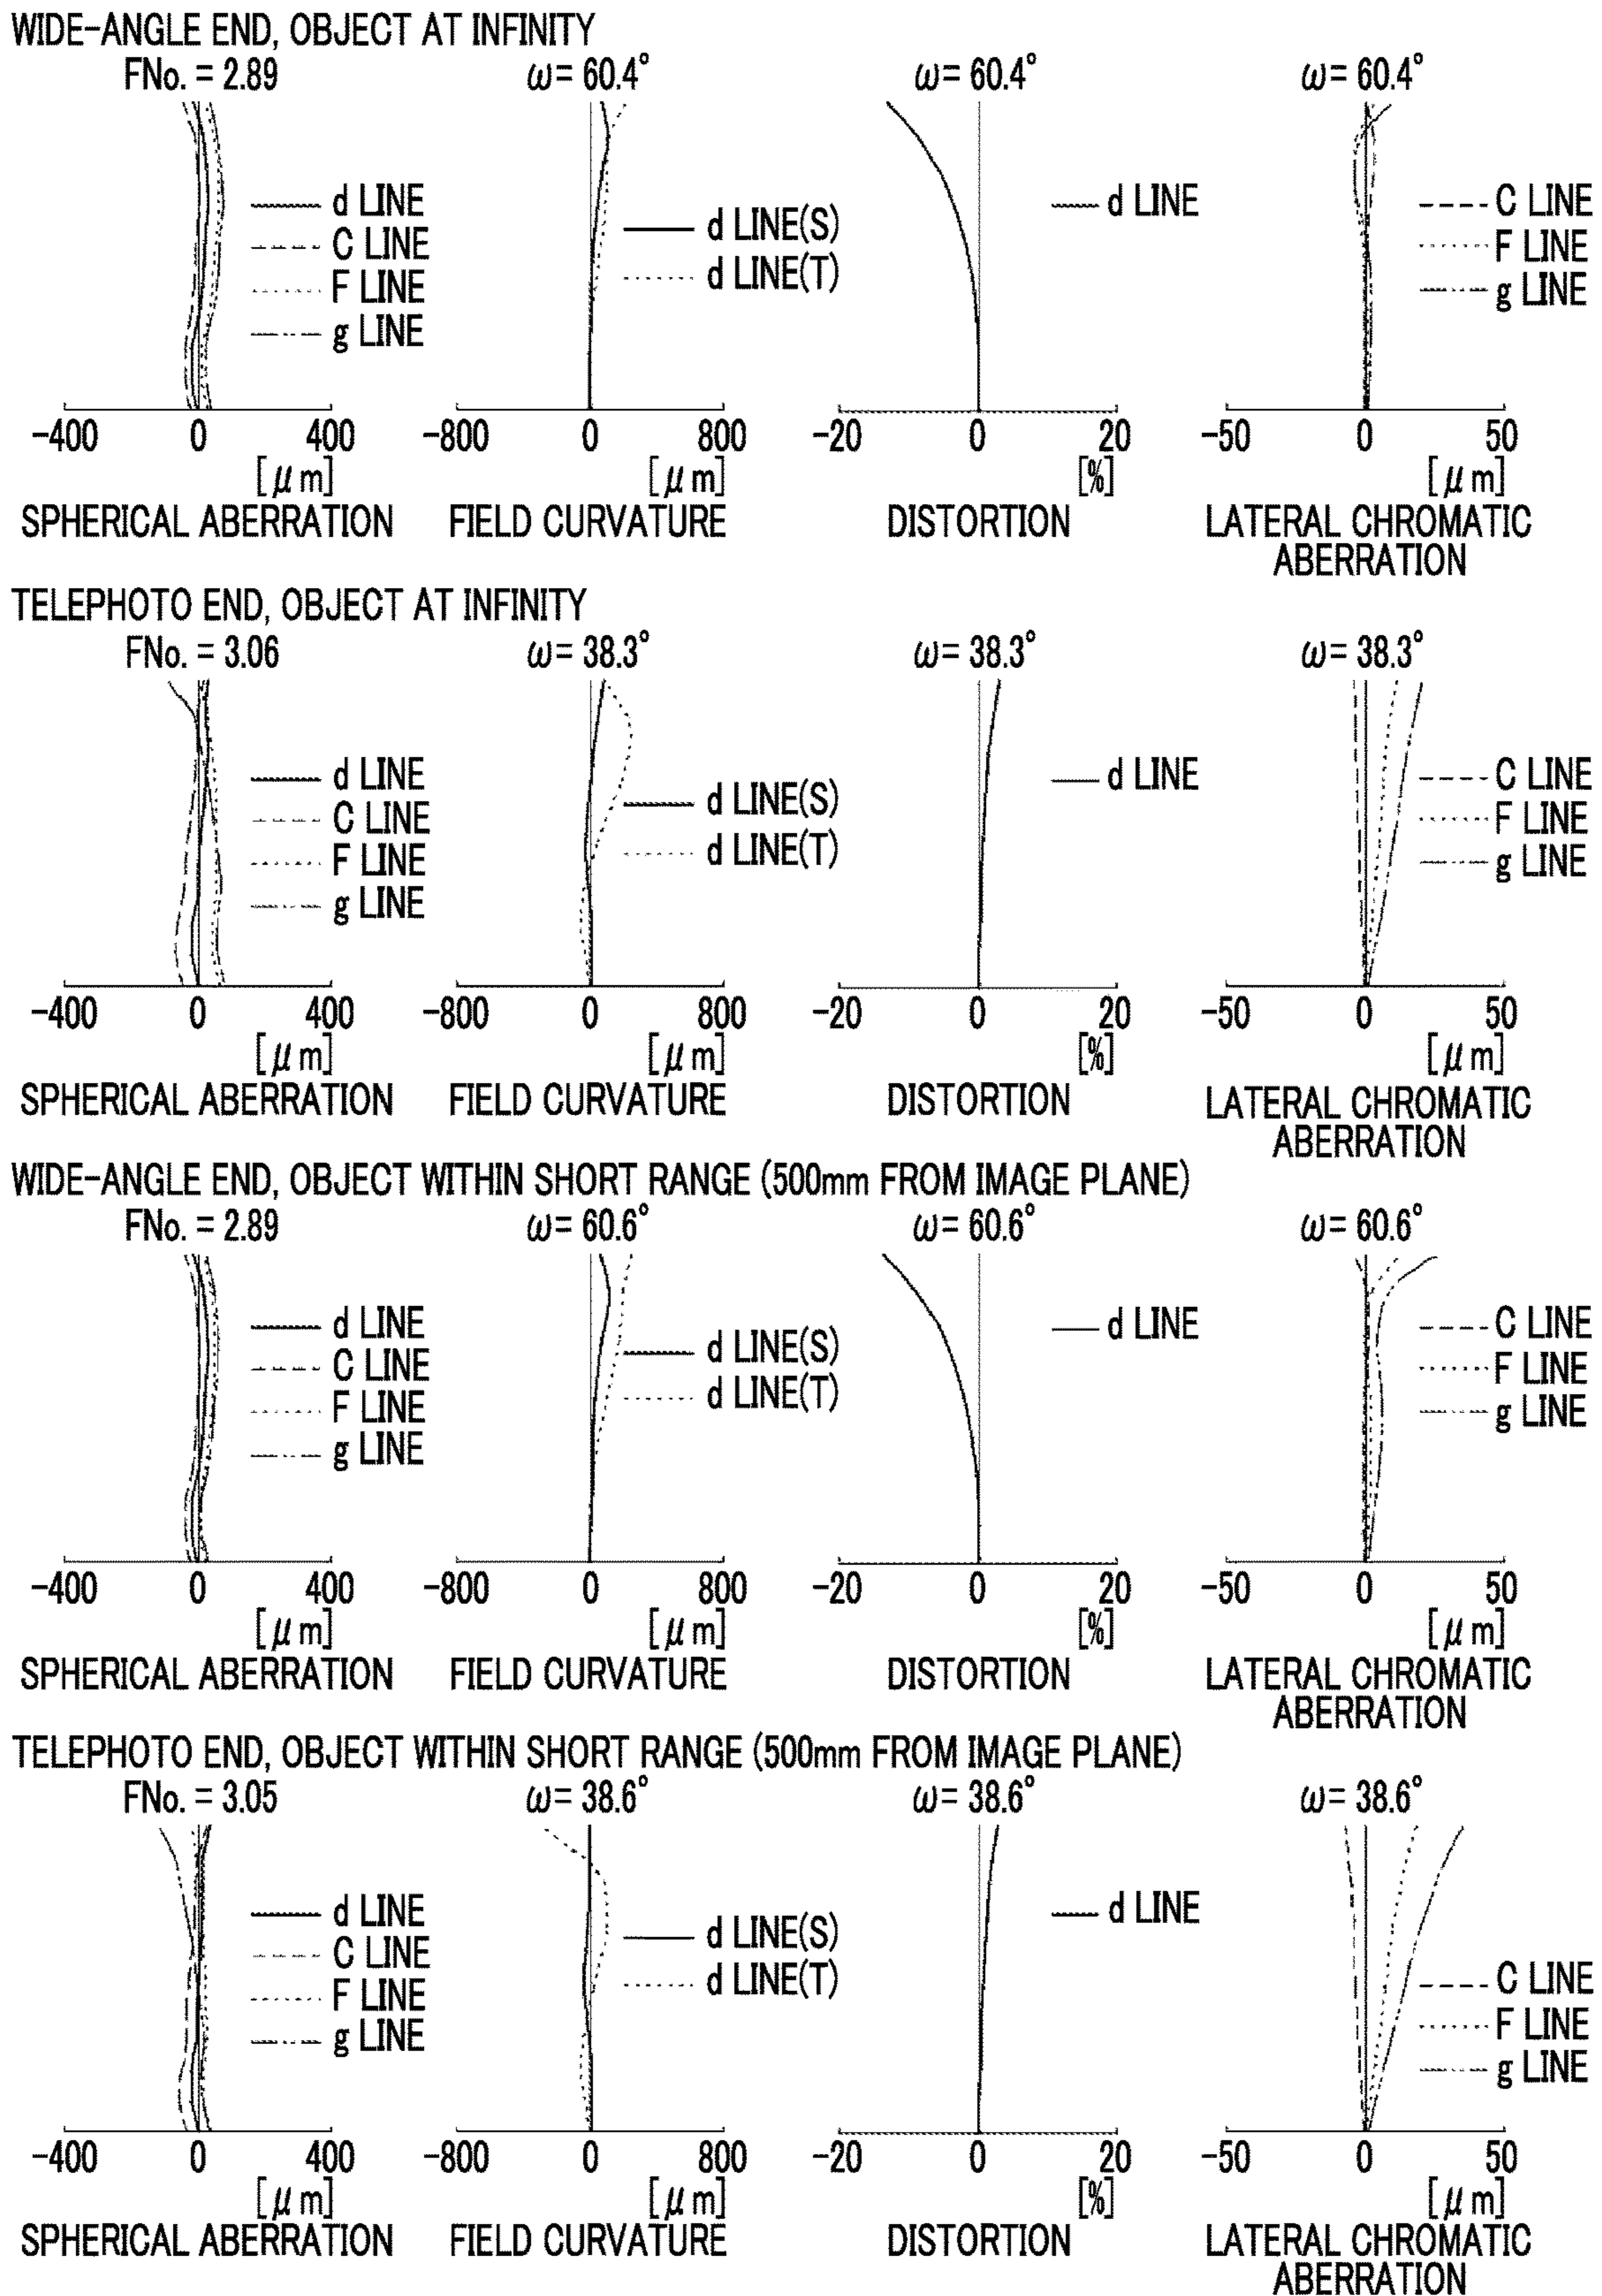 WIDE-ANGLE END, OBJECT AT INFINITY
FNo. = 2.89
ω= 60.4°
ω= 60.4°
ω= 60.4°
d LINE
C LINE
F LINE
g LINE
d LINE(S)
d LINE(T)
d LINE
C LINE
F LINE
g LINE
-400 0 400
-800 0 800
-20 0 20
-50 0 50
[μm]
[μm]
[%]
[μm]
SPHERICAL ABERRATION
FIELD CURVATURE
DISTORTION
LATERAL CHROMATIC
ABERRATION
TELEPHOTO END, OBJECT AT INFINITY
FNo. = 3.06
ω= 38.3°
ω= 38.3°
ω= 38.3°
d LINE
C LINE
F LINE
g LINE
d LINE(S)
d LINE(T)
d LINE
C LINE
F LINE
g LINE
-400 0 400
-800 0 800
-20 0 20
-50 0 50
[μm]
[μm]
[%]
[μm]
SPHERICAL ABERRATION
FIELD CURVATURE
DISTORTION
LATERAL CHROMATIC
ABERRATION
WIDE-ANGLE END, OBJECT WITHIN SHORT RANGE (500mm FROM IMAGE PLANE)
FNo. = 2.89
ω= 60.6°
ω= 60.6°
ω= 60.6°
d LINE
C LINE
F LINE
g LINE
d LINE(S)
d LINE(T)
d LINE
C LINE
F LINE
g LINE
-400 0 400
-800 0 800
-20 0 20
-50 0 50
[μm]
[μm]
[%]
[μm]
SPHERICAL ABERRATION
FIELD CURVATURE
DISTORTION
LATERAL CHROMATIC
ABERRATION
TELEPHOTO END, OBJECT WITHIN SHORT RANGE (500mm FROM IMAGE PLANE)
FNo. = 3.05
ω= 38.6°
ω= 38.6°
ω= 38.6°
d LINE
C LINE
F LINE
g LINE
d LINE(S)
d LINE(T)
d LINE
C LINE
F LINE
g LINE
-400 0 400
-800 0 800
-20 0 20
-50 0 50
[μm]
[μm]
[%]
[μm]
SPHERICAL ABERRATION
FIELD CURVATURE
DISTORTION
LATERAL CHROMATIC
ABERRATION